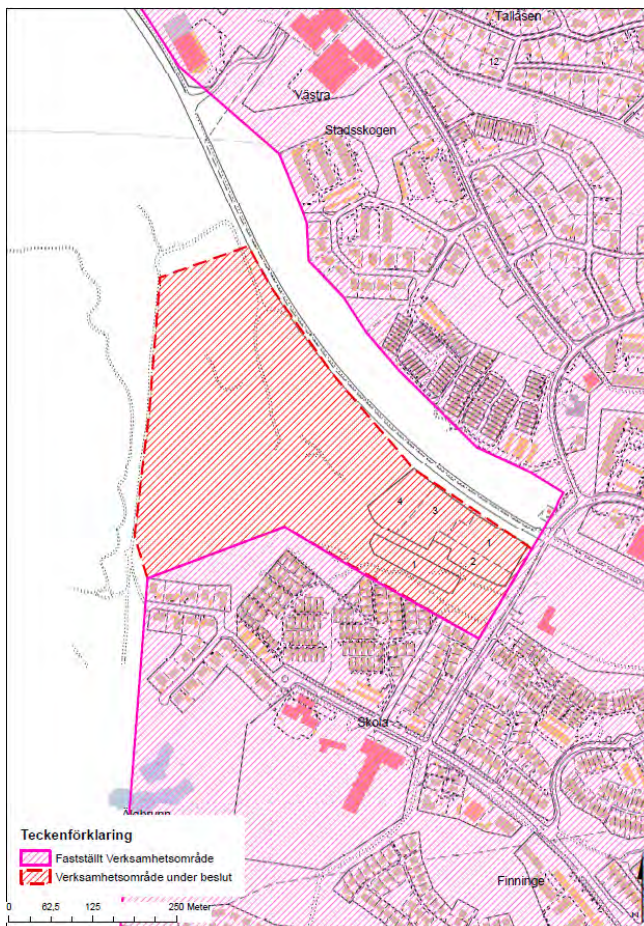 Tallåsen
12
Västra
Stadsskogen
4
3
1
2
1
Skola
Älgbrunn
Teckenförklaring
Fastställt Verksamhetsområde
Verksamhetsområde under beslut
Finninge
0 62,5 125 250 Meter